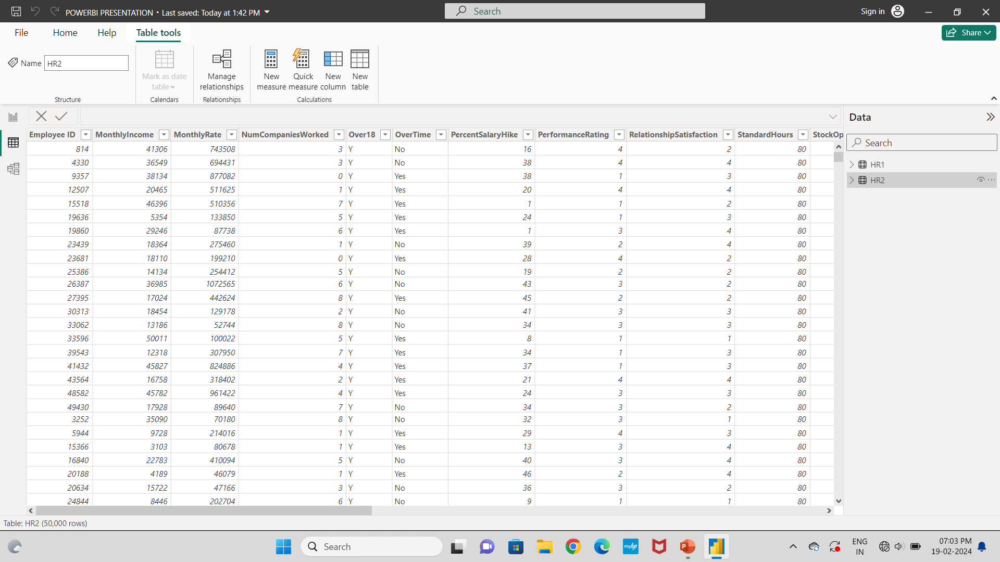 POWERBI PRESENTATION • Last saved: Today at 1:42 PM
Search
Sign in
File Home Help Table tools
Share
Name HR2
Mark as date table
Manage relationships
New measure
Quick measure
New column
New table
Structure Calendars Relationships Calculations
Data
Search
HR1
HR2
Employee ID MonthlyIncome MonthlyRate NumCompaniesWorked Over18 OverTime PercentSalaryHike PerformanceRating RelationshipSatisfaction StandardHours StockOp
814 41306 743508 3 Y No 16 4 2 80
4330 36549 694431 3 Y No 38 4 4 80
9357 38134 877082 0 Y Yes 38 1 3 80
12507 20465 511625 1 Y Yes 20 4 4 80
15518 46396 510356 7 Y Yes 1 1 2 80
19636 5354 133850 5 Y Yes 24 1 3 80
19860 29246 87738 6 Y Yes 1 3 4 80
23439 18364 275460 1 Y No 39 2 4 80
23681 18110 199210 0 Y Yes 28 4 2 80
25386 14134 254412 5 Y No 19 2 2 80
26387 36985 1072565 6 Y No 43 3 2 80
27395 17024 442624 8 Y Yes 45 2 2 80
30313 18454 129178 2 Y No 41 3 3 80
33062 13186 52744 8 Y No 34 3 3 80
33596 50011 100022 5 Y Yes 8 1 1 80
39543 12318 307950 7 Y Yes 34 1 3 80
41432 45827 824886 4 Y Yes 37 1 3 80
43564 16758 318402 2 Y Yes 21 4 4 80
48582 45782 961422 4 Y Yes 24 3 3 80
49430 17928 89640 7 Y No 34 3 2 80
3252 35090 70180 8 Y No 32 3 1 80
5944 9728 214016 1 Y Yes 29 4 3 80
15366 3103 80678 1 Y Yes 13 3 4 80
16840 22783 410094 5 Y No 40 3 4 80
20188 4189 46079 1 Y Yes 46 2 4 80
20634 15722 47166 3 Y No 36 3 2 80
24844 8446 202704 6 Y No 9 1 1 80
Table: HR2 (50,000 rows)
Search
myhp
P
ENG
IN
07:03 PM
19-02-2024